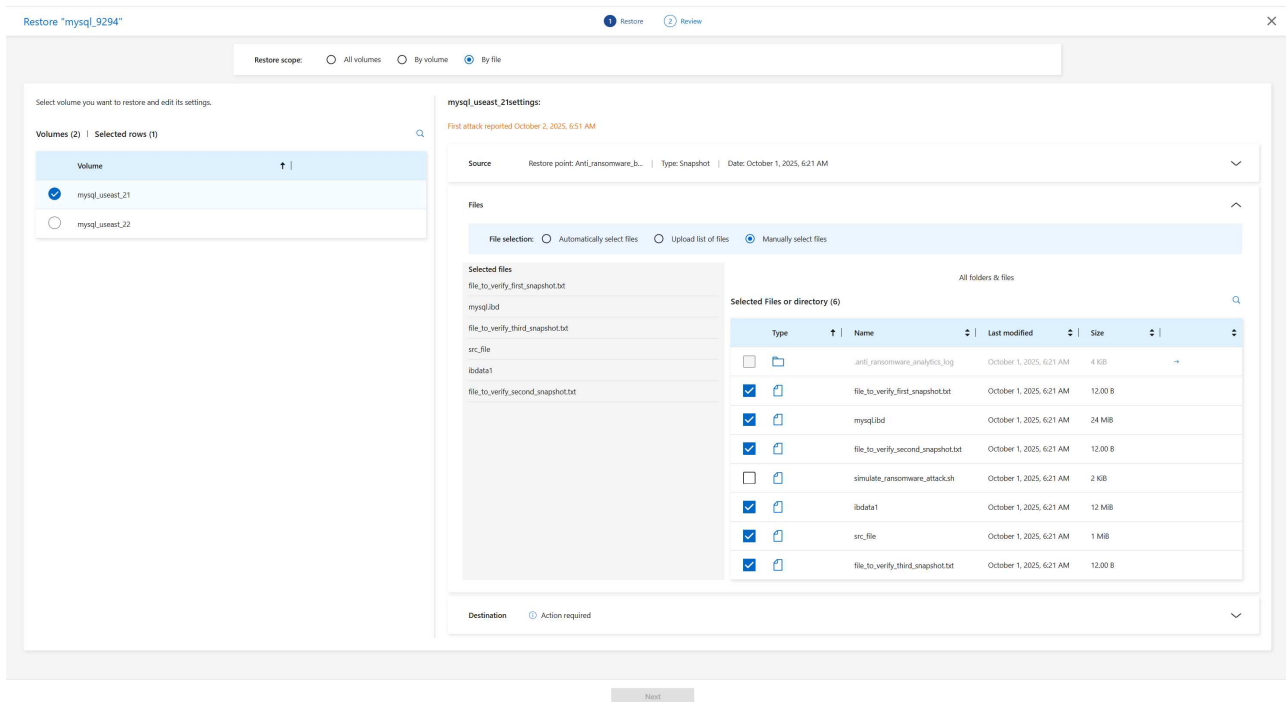 Restore "mysql_9294"
1 Restore 2 Review
Restore scope: All volumes By volume By file
Select volume you want to restore and edit its settings.
Volumes (2) | Selected rows (1)
Volume
mysql_useast_21
mysql_useast_22
mysql_useast_21settings:
First attack reported October 2, 2025, 6:51 AM
Source Restore point: Anti_ransomware_b... | Type: Snapshot | Date: October 1, 2025, 6:21 AM
Files
File selection: Automatically select files Upload list of files Manually select files
Selected files
file_to_verify_first_snapshot.txt
mysql.ibd
file_to_verify_third_snapshot.txt
src_file
ibdata1
file_to_verify_second_snapshot.txt
All folders & files
Selected Files or directory (6)
Type Name Last modified Size
.anti_ransomware_analytics_log October 1, 2025, 6:21 AM 4 KiB
file_to_verify_first_snapshot.txt October 1, 2025, 6:21 AM 12.00 B
mysql.ibd October 1, 2025, 6:21 AM 24 MiB
file_to_verify_second_snapshot.txt October 1, 2025, 6:21 AM 12.00 B
simulate_ransomware_attack.sh October 1, 2025, 6:21 AM 2 KiB
ibdata1 October 1, 2025, 6:21 AM 12 MiB
src_file October 1, 2025, 6:21 AM 1 MiB
file_to_verify_third_snapshot.txt October 1, 2025, 6:21 AM 12.00 B
Destination Action required
Next